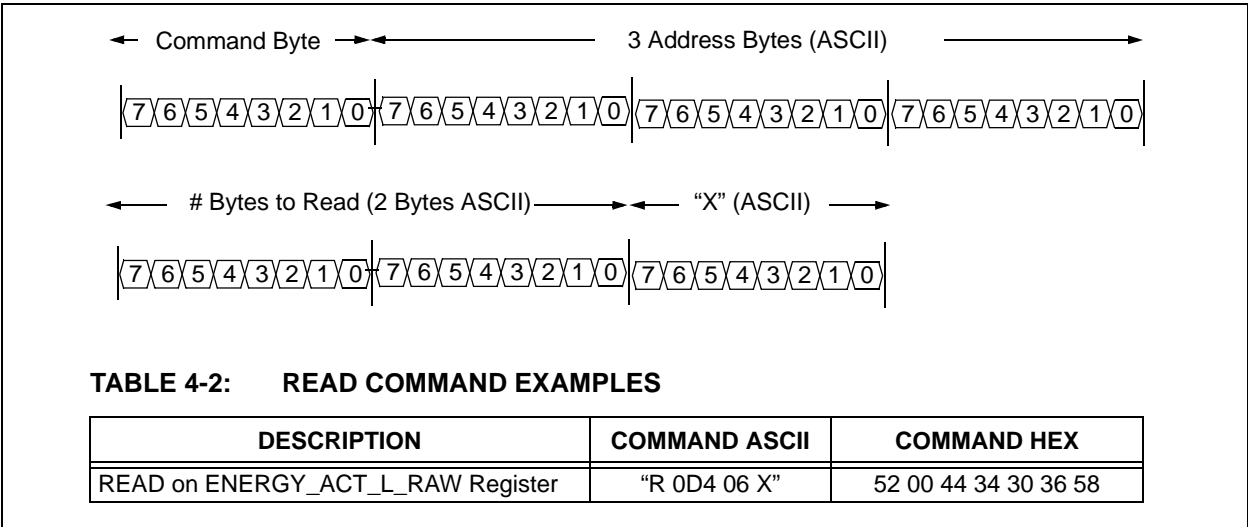 Command Byte 3 Address Bytes (ASCII)
7 6 5 4 3 2 1 0 7 6 5 4 3 2 1 0 7 6 5 4 3 2 1 0 7 6 5 4 3 2 1 0
# Bytes to Read (2 Bytes ASCII) “X” (ASCII)
7 6 5 4 3 2 1 0 7 6 5 4 3 2 1 0 7 6 5 4 3 2 1 0
TABLE 4-2: READ COMMAND EXAMPLES
DESCRIPTION COMMAND ASCII COMMAND HEX
READ on ENERGY_ACT_L_RAW Register “R 0D4 06 X” 52 00 44 34 30 36 58